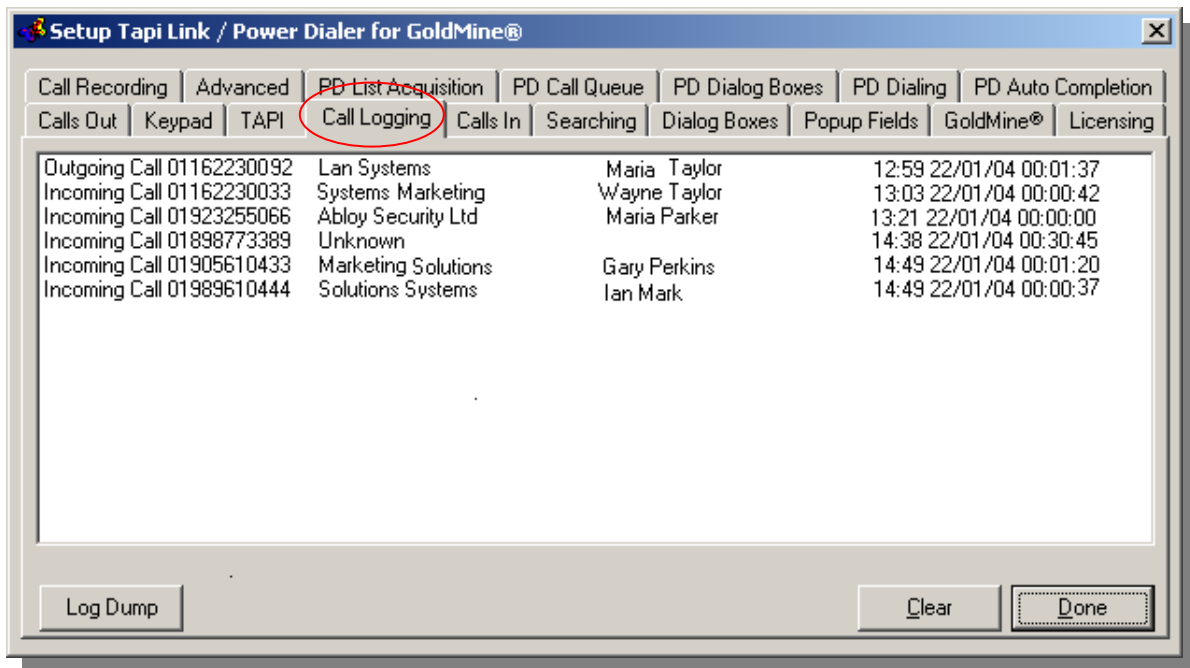 Setup Tapi Link / Power Dialer for GoldMine®
Call Recording Advanced PD List Acquisition PD Call Queue PD Dialog Boxes PD Dialing PD Auto Completion
Calls Out Keypad TAPI Call Logging Calls In Searching Dialog Boxes Popup Fields GoldMine® Licensing
Outgoing Call 01162230092 Lan Systems Maria Taylor 12:59 22/01/04 00:01:37
Incoming Call 01162230033 Systems Marketing Wayne Taylor 13:03 22/01/04 00:00:42
Incoming Call 01923255066 Abloy Security Ltd Maria Parker 13:21 22/01/04 00:00:00
Incoming Call 01898773389 Unknown 14:38 22/01/04 00:30:45
Incoming Call 01905610433 Marketing Solutions Gary Perkins 14:49 22/01/04 00:01:20
Incoming Call 01989610444 Solutions Systems Ian Mark 14:49 22/01/04 00:00:37
Log Dump Clear Done